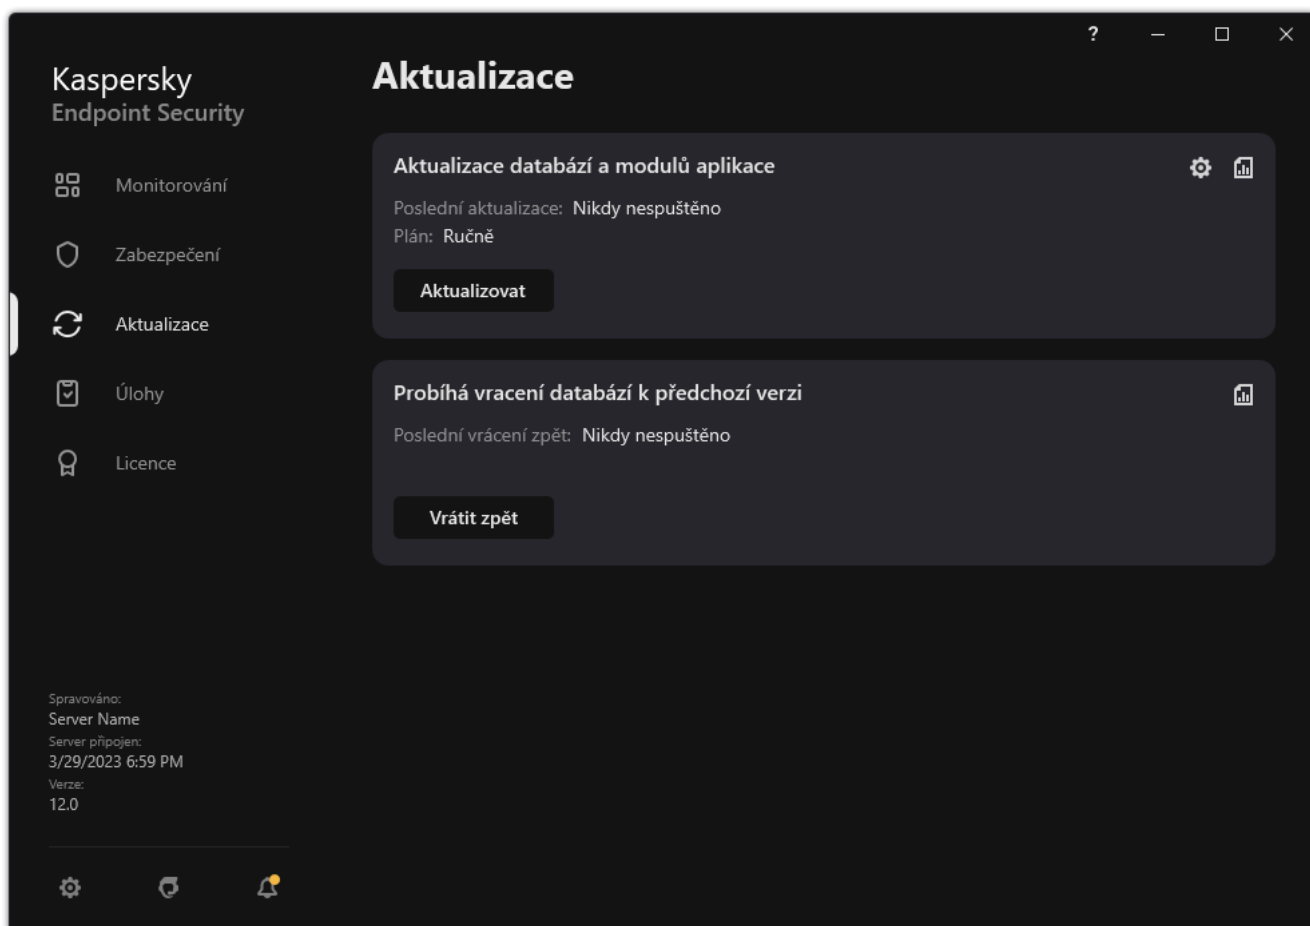 ?
Kaspersky
Endpoint Security
Monitorování
Zabezpečení
Aktualizace
Úlohy
Licence
Spravováno:
Server Name
Server připojen:
3/29/2023 6:59 PM
Verze:
12.0
Aktualizace
Aktualizace databází a modulů aplikace
Poslední aktualizace: Nikdy nespuštěno
Plán: Ručně
Aktualizovat
Probíhá vracení databází k předchozí verzi
Poslední vrácení zpět: Nikdy nespuštěno
Vrátit zpět